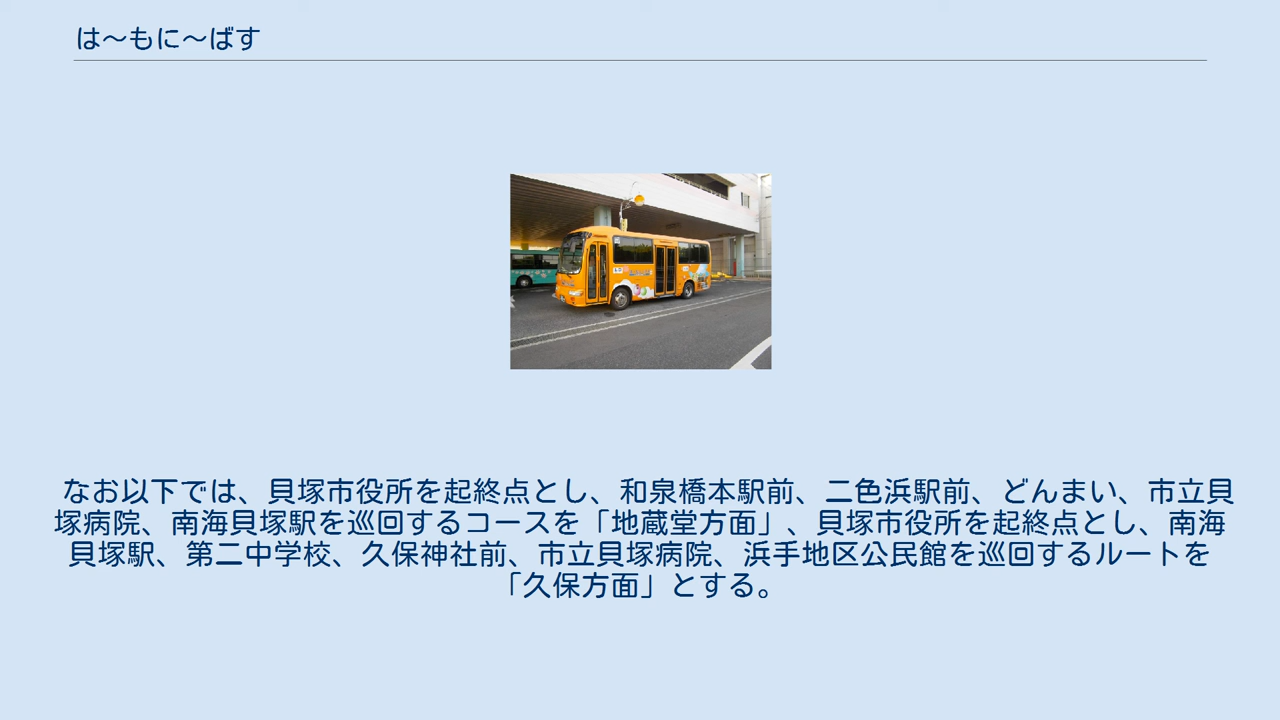 は〜もに〜ばす
なお以下では、貝塚市役所を起終点とし、和泉橋本駅前、二色浜駅前、どんまい、市立貝
塚病院、南海貝塚駅を巡回するコースを「地蔵堂方面」、貝塚市役所を起終点とし、南海
貝塚駅、第二中学校、久保神社前、市立貝塚病院、浜手地区公民館を巡回するルートを
「久保方面」とする。